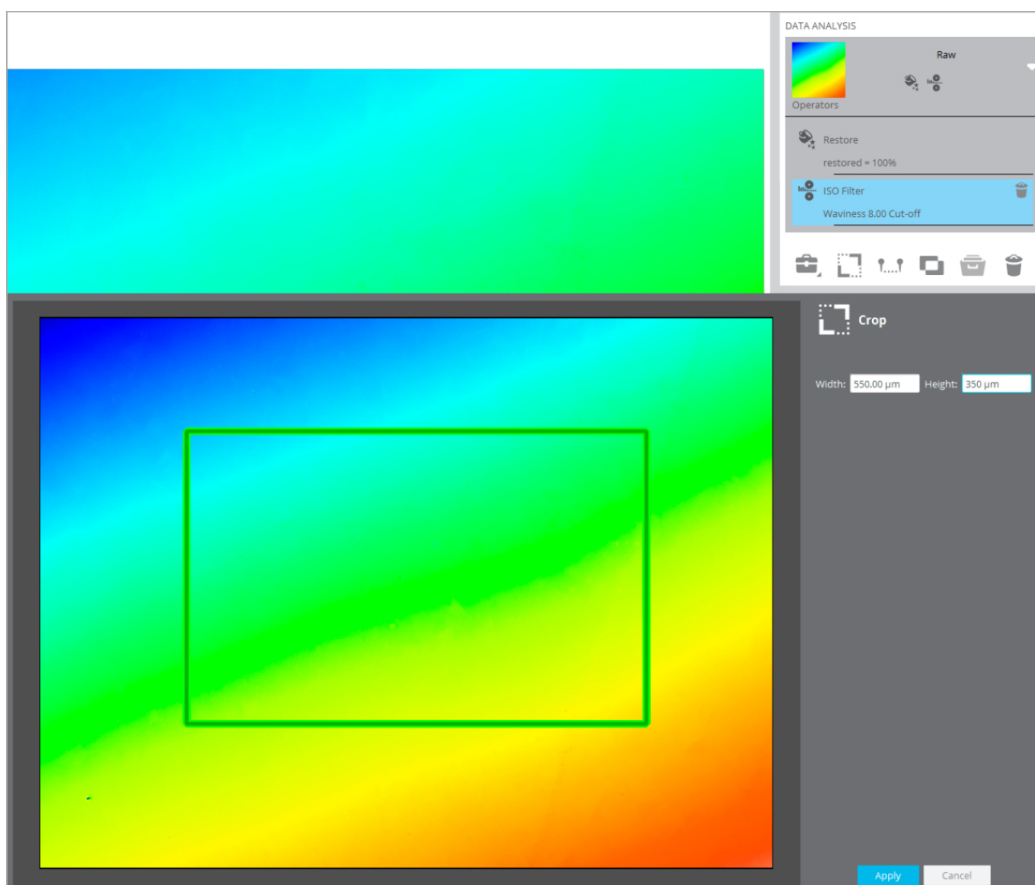 DATA ANALYSIS
Raw
Operators
Restore
restored = 100%
ISO Filter
Waviness 8.00 Cut-off
Crop
Width: 550.00 µm Height: 350 µm
Apply Cancel